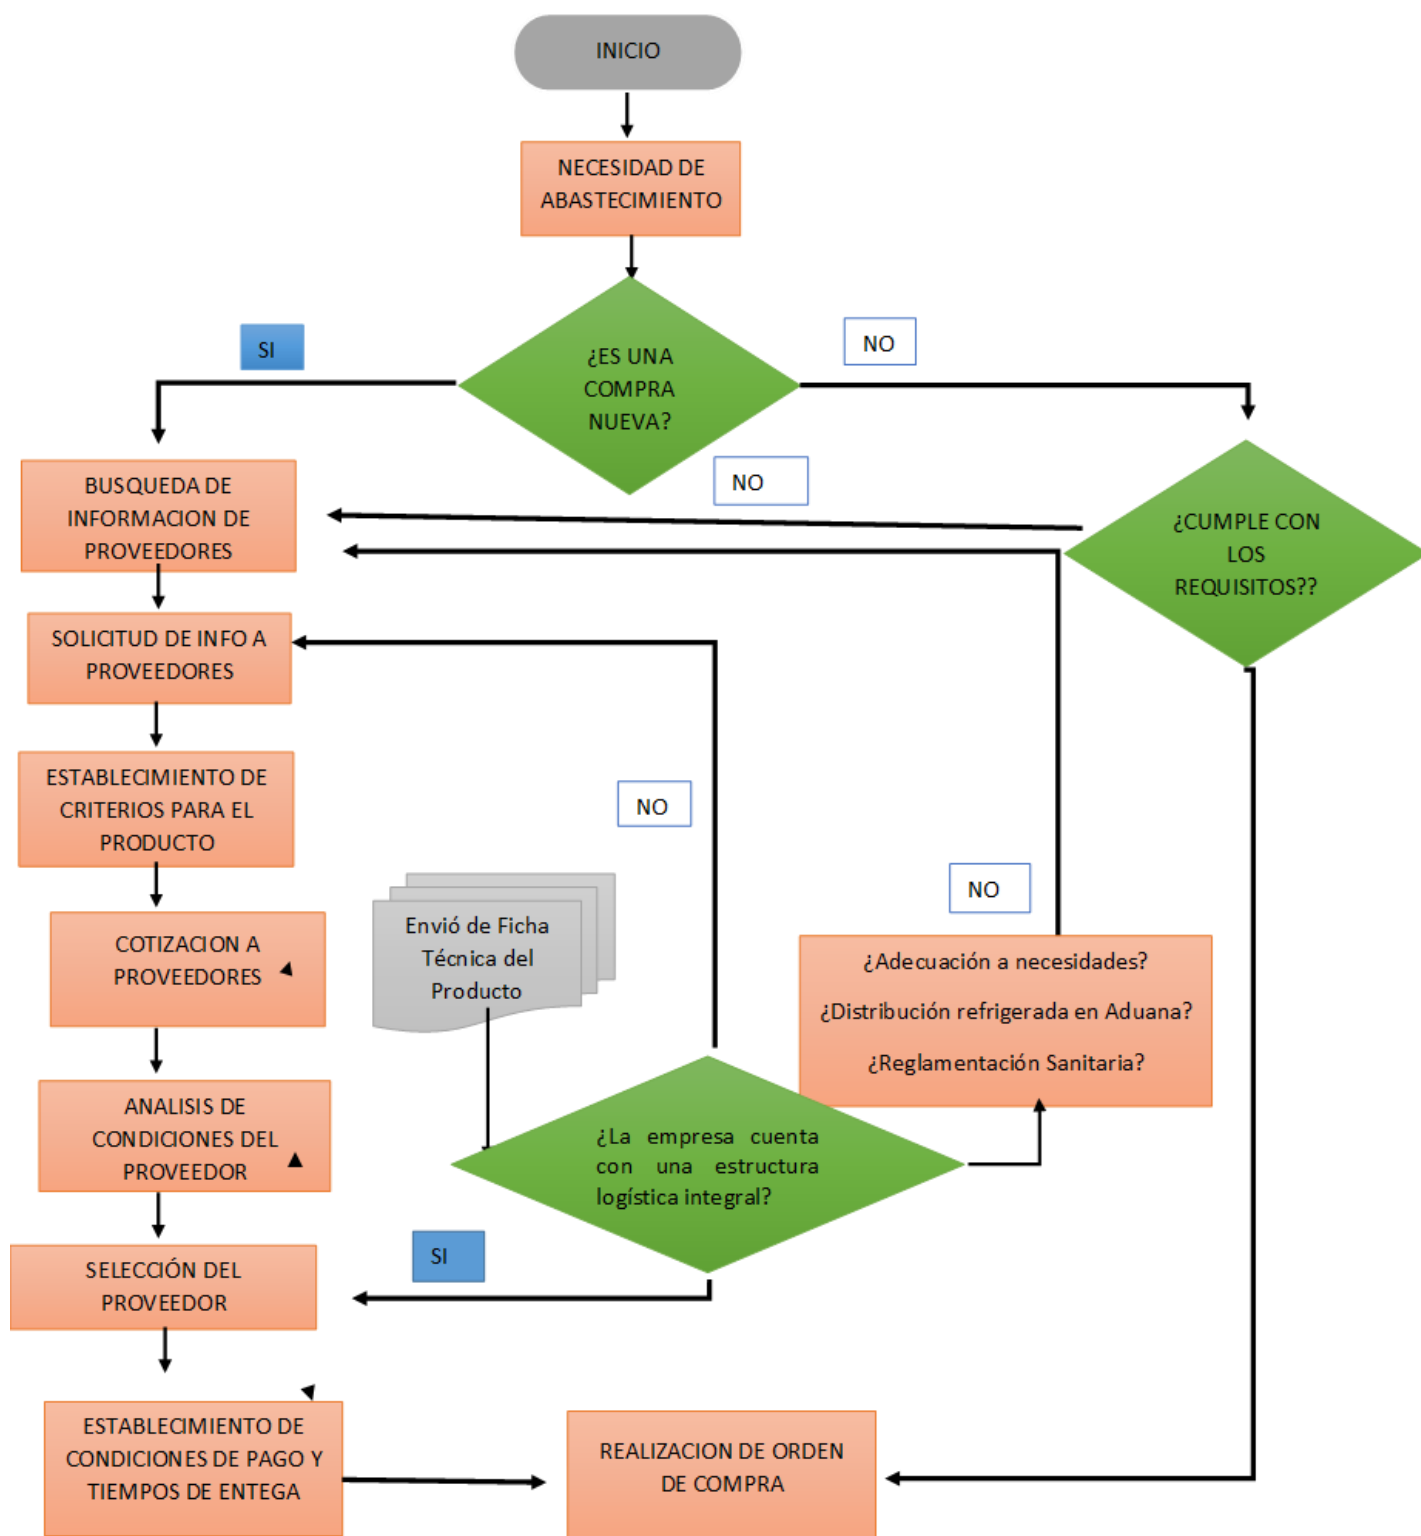 INICIO
NECESIDAD DE
ABASTECIMIENTO
SI
¿ES UNA
COMPRA
NUEVA?
NO
BUSQUEDA DE
INFORMACION DE
PROVEEDORES
NO
¿CUMPLE CON
LOS
REQUISITOS??
SOLICITUD DE INFO A
PROVEEDORES
ESTABLECIMIENTO DE
CRITERIOS PARA EL
PRODUCTO
NO
NO
COTIZACION A
PROVEEDORES
Envió de Ficha
Técnica del
Producto
¿Adecuación a necesidades?
¿Distribución refrigerada en Aduana?
¿Reglamentación Sanitaria?
ANALISIS DE
CONDICIONES DEL
PROVEEDOR
¿La empresa cuenta
con una estructura
logística integral?
SI
SELECCIÓN DEL
PROVEEDOR
ESTABLECIMIENTO DE
CONDICIONES DE PAGO Y
TIEMPOS DE ENTEGA
REALIZACION DE ORDEN
DE COMPRA